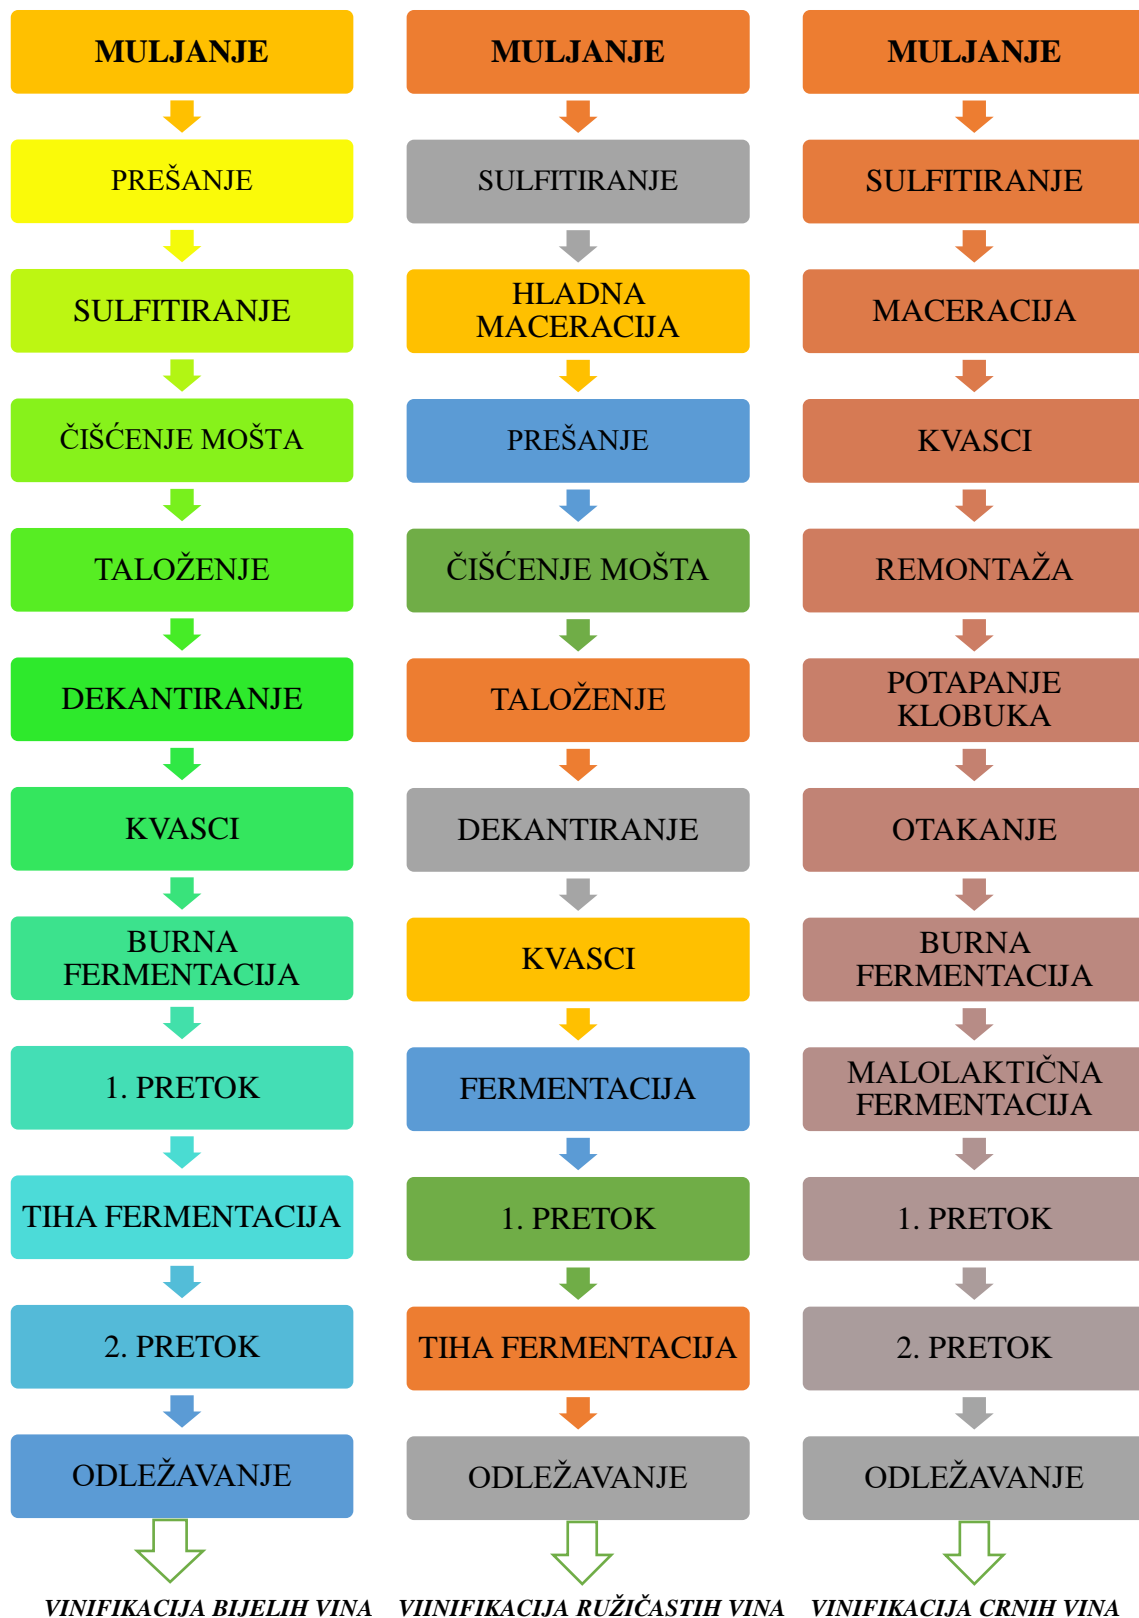 MULJANJE
PREŠANJE
SULFITIRANJE
ČIŠĆENJE MOŠTA
TALOŽENJE
DEKANTIRANJE
KVASCI
BURNA
FERMENTACIJA
1. PRETOK
TIHA FERMENTACIJA
2. PRETOK
ODLEŽAVANJE
VINIFIKACIJA BIJELIH VINA
MULJANJE
SULFITIRANJE
HLADNA
MACERACIJA
PREŠANJE
ČIŠĆENJE MOŠTA
TALOŽENJE
DEKANTIRANJE
KVASCI
FERMENTACIJA
1. PRETOK
TIHA FERMENTACIJA
ODLEŽAVANJE
VIINIFIKACIJA RUŽIČASTIH VINA
MULJANJE
SULFITIRANJE
MACERACIJA
KVASCI
REMONTAŽA
POTAPANJE
KLOBUKA
OTAKANJE
BURNA
FERMENTACIJA
MALOLAKTIČNA
FERMENTACIJA
1. PRETOK
2. PRETOK
ODLEŽAVANJE
VINIFIKACIJA CRNIH VINA